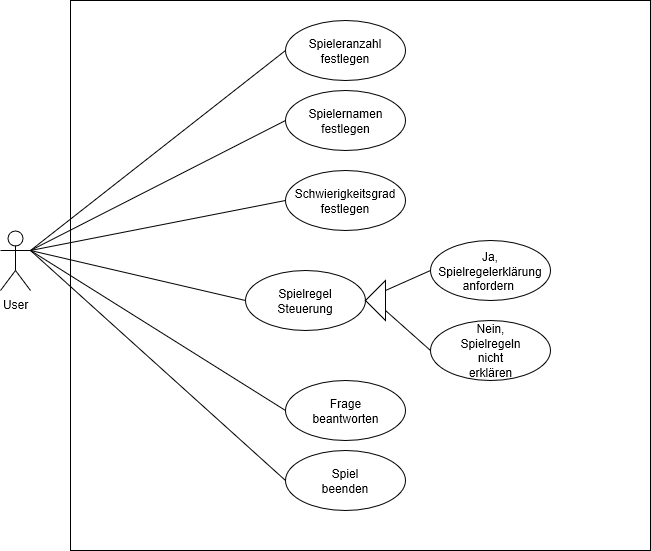 Spieleranzahl
festlegen
Spielernamen
festlegen
Schwierigkeitsgrad
festlegen
User
Spielregel
Steuerung
Ja,
Spielregelerklärung
anfordern
Nein,
Spielregeln
nicht
erklären
Frage
beantworten
Spiel
beenden